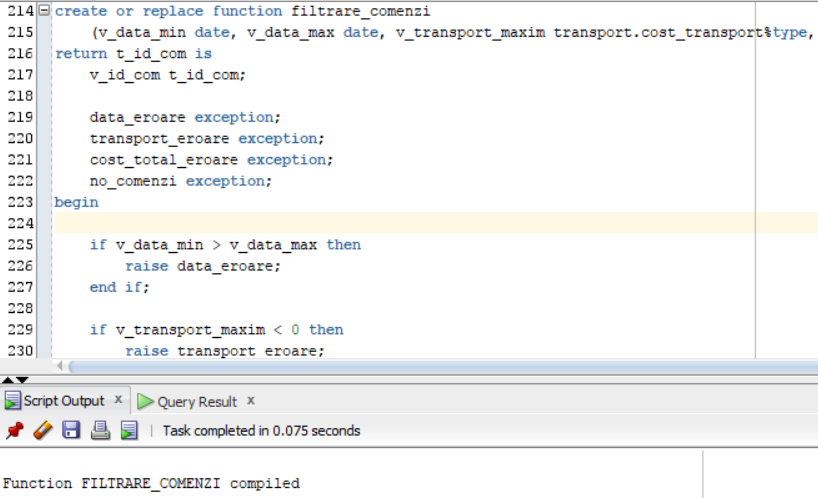 214 create or replace function filtrare_comenzi
215 (v_data_min date, v_data_max date, v_transport_maxim transport.cost_transport%type,
216 return t_id_com is
217 v_id_com t_id_com;
218
219 data_eroare exception;
220 transport_eroare exception;
221 cost_total_eroare exception;
222 no_comenzi exception;
223 begin
224
225 if v_data_min > v_data_max then
226 raise data_eroare;
227 end if;
228
229 if v_transport_maxim < 0 then
230 raise transport_eroare;
Script Output x Query Result x
Task completed in 0.075 seconds
Function FILTRARE_COMENZI compiled